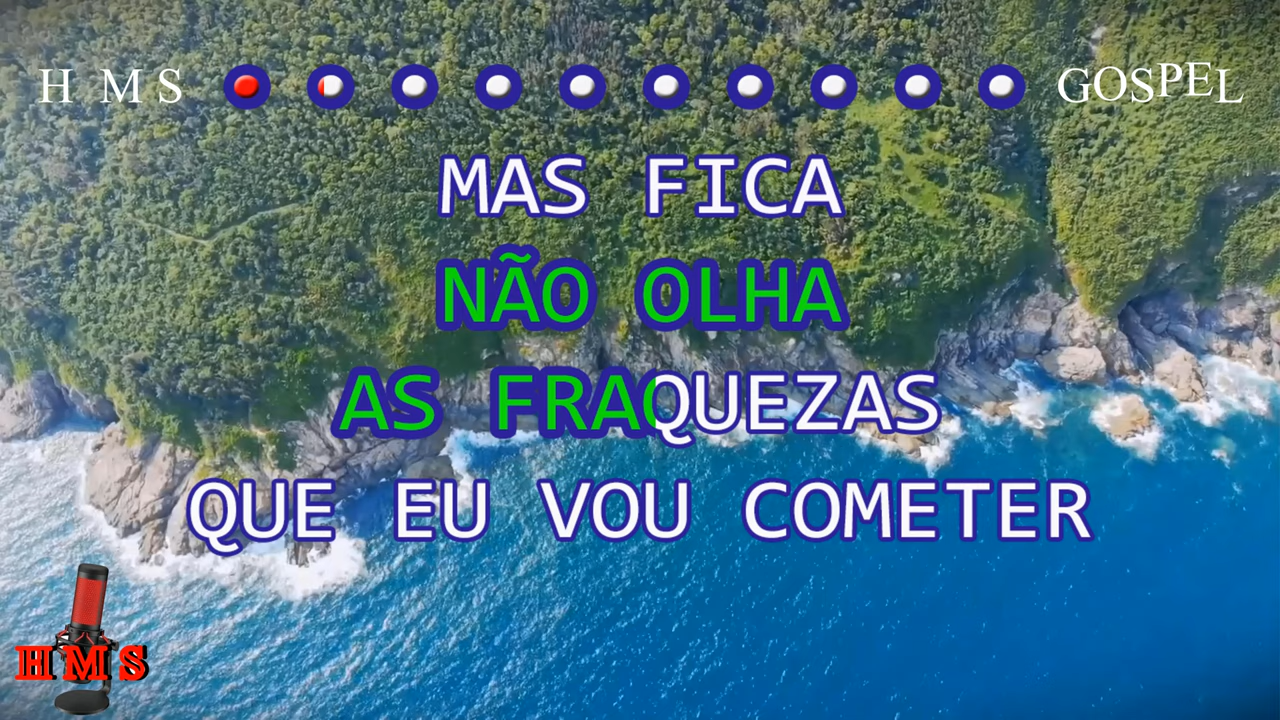 H M S GOSPEL
MAS FICA
NÃO OLHA
AS FRAQUEZAS
QUE EU VOU COMETER
HMS